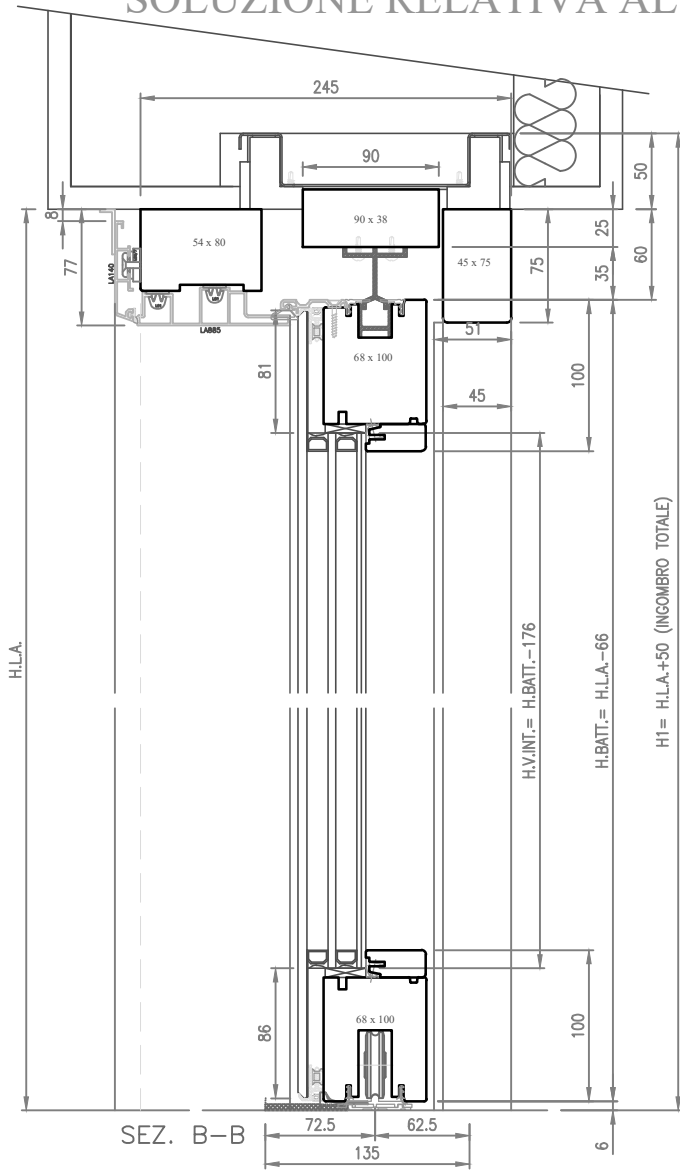 SOLUZIONE RELATIVA AL
245
90
50
90 x 38
25
8
54 x 80
60
77
LA140
45 x 75
75
35
LA885
51
81
68 x 100
100
45
H.L.A.
H.V.INT.= H.BATT.-176
H.BATT.= H.L.A.-66
H1= H.L.A.+50 (INGOMBRO TOTALE)
86
68 x 100
100
SEZ. B-B
72.5
62.5
135
6